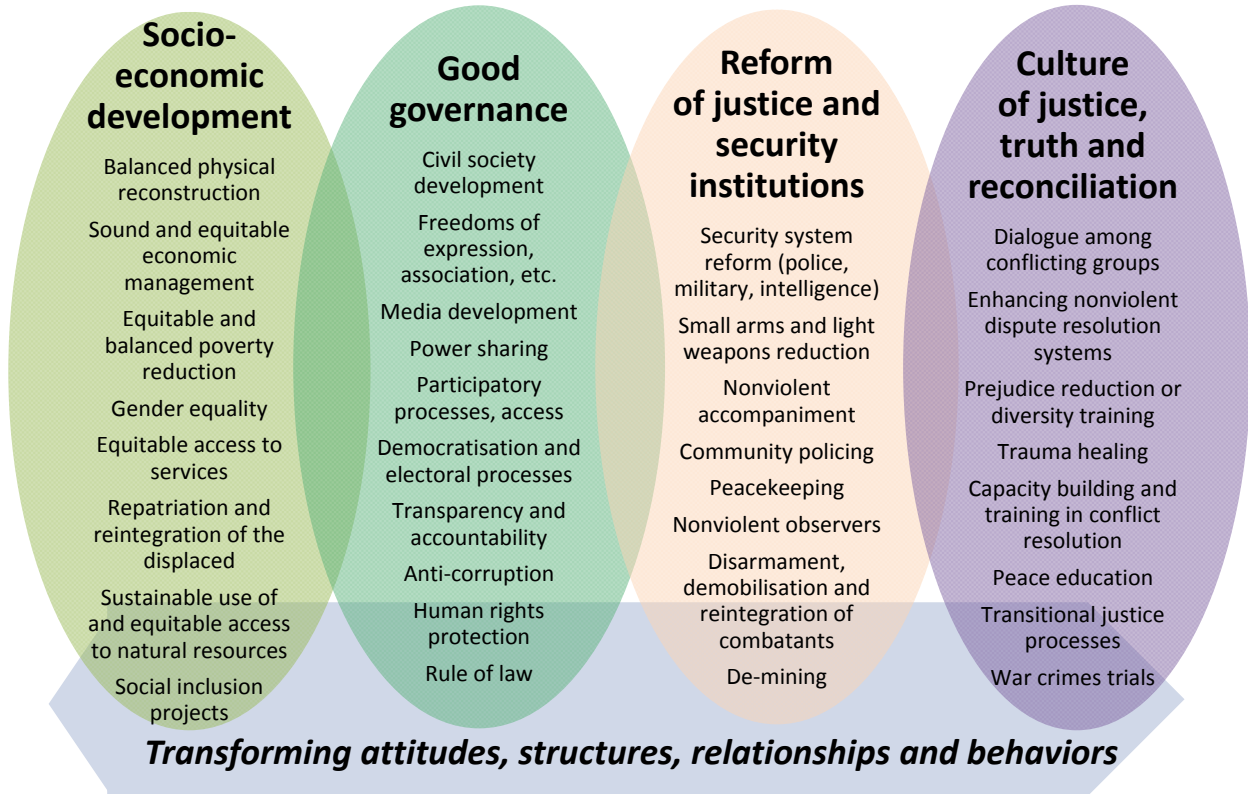 Socio-
economic
development
Balanced physical
reconstruction
Sound and equitable
economic
management
Equitable and
balanced poverty
reduction
Gender equality
Equitable access to
services
Repatriation and
reintegration of the
displaced
Sustainable use of
and equitable access
to natural resources
Social inclusion
projects
Good
governance
Civil society
development
Freedoms of
expression,
association, etc.
Media development
Power sharing
Participatory
processes, access
Democratisation and
electoral processes
Transparency and
accountability
Anti-corruption
Human rights
protection
Rule of law
Reform
of justice and
security
institutions
Security system
reform (police,
military, intelligence)
Small arms and light
weapons reduction
Nonviolent
accompaniment
Community policing
Peacekeeping
Nonviolent observers
Disarmament,
demobilisation and
reintegration of
combatants
De-mining
Culture
of justice,
truth and
reconciliation
Dialogue among
conflicting groups
Enhancing nonviolent
dispute resolution
systems
Prejudice reduction or
diversity training
Trauma healing
Capacity building and
training in conflict
resolution
Peace education
Transitional justice
processes
War crimes trials
Transforming attitudes, structures, relationships and behaviors